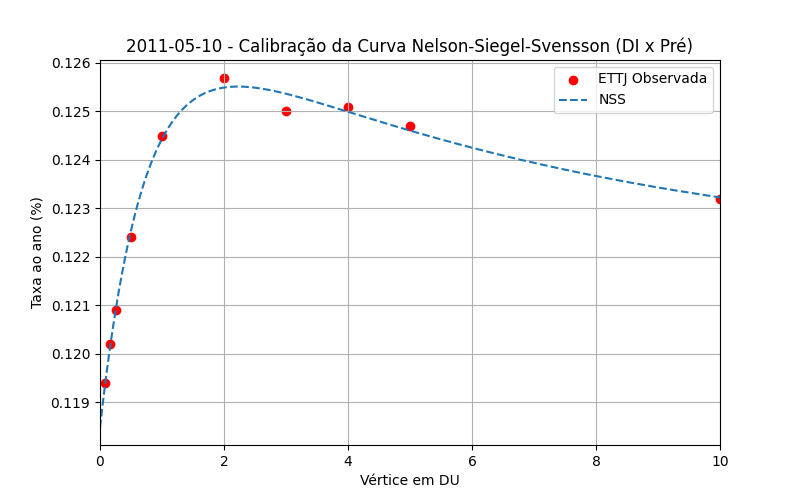 2011-05-10 - Calibração da Curva Nelson-Siegel-Svensson (DI x Pré)
ETTJ Observada
NSS
Taxa ao ano (%)
0.126
0.125
0.124
0.123
0.122
0.121
0.120
0.119
0 2 4 6 8 10
Vértice em DU